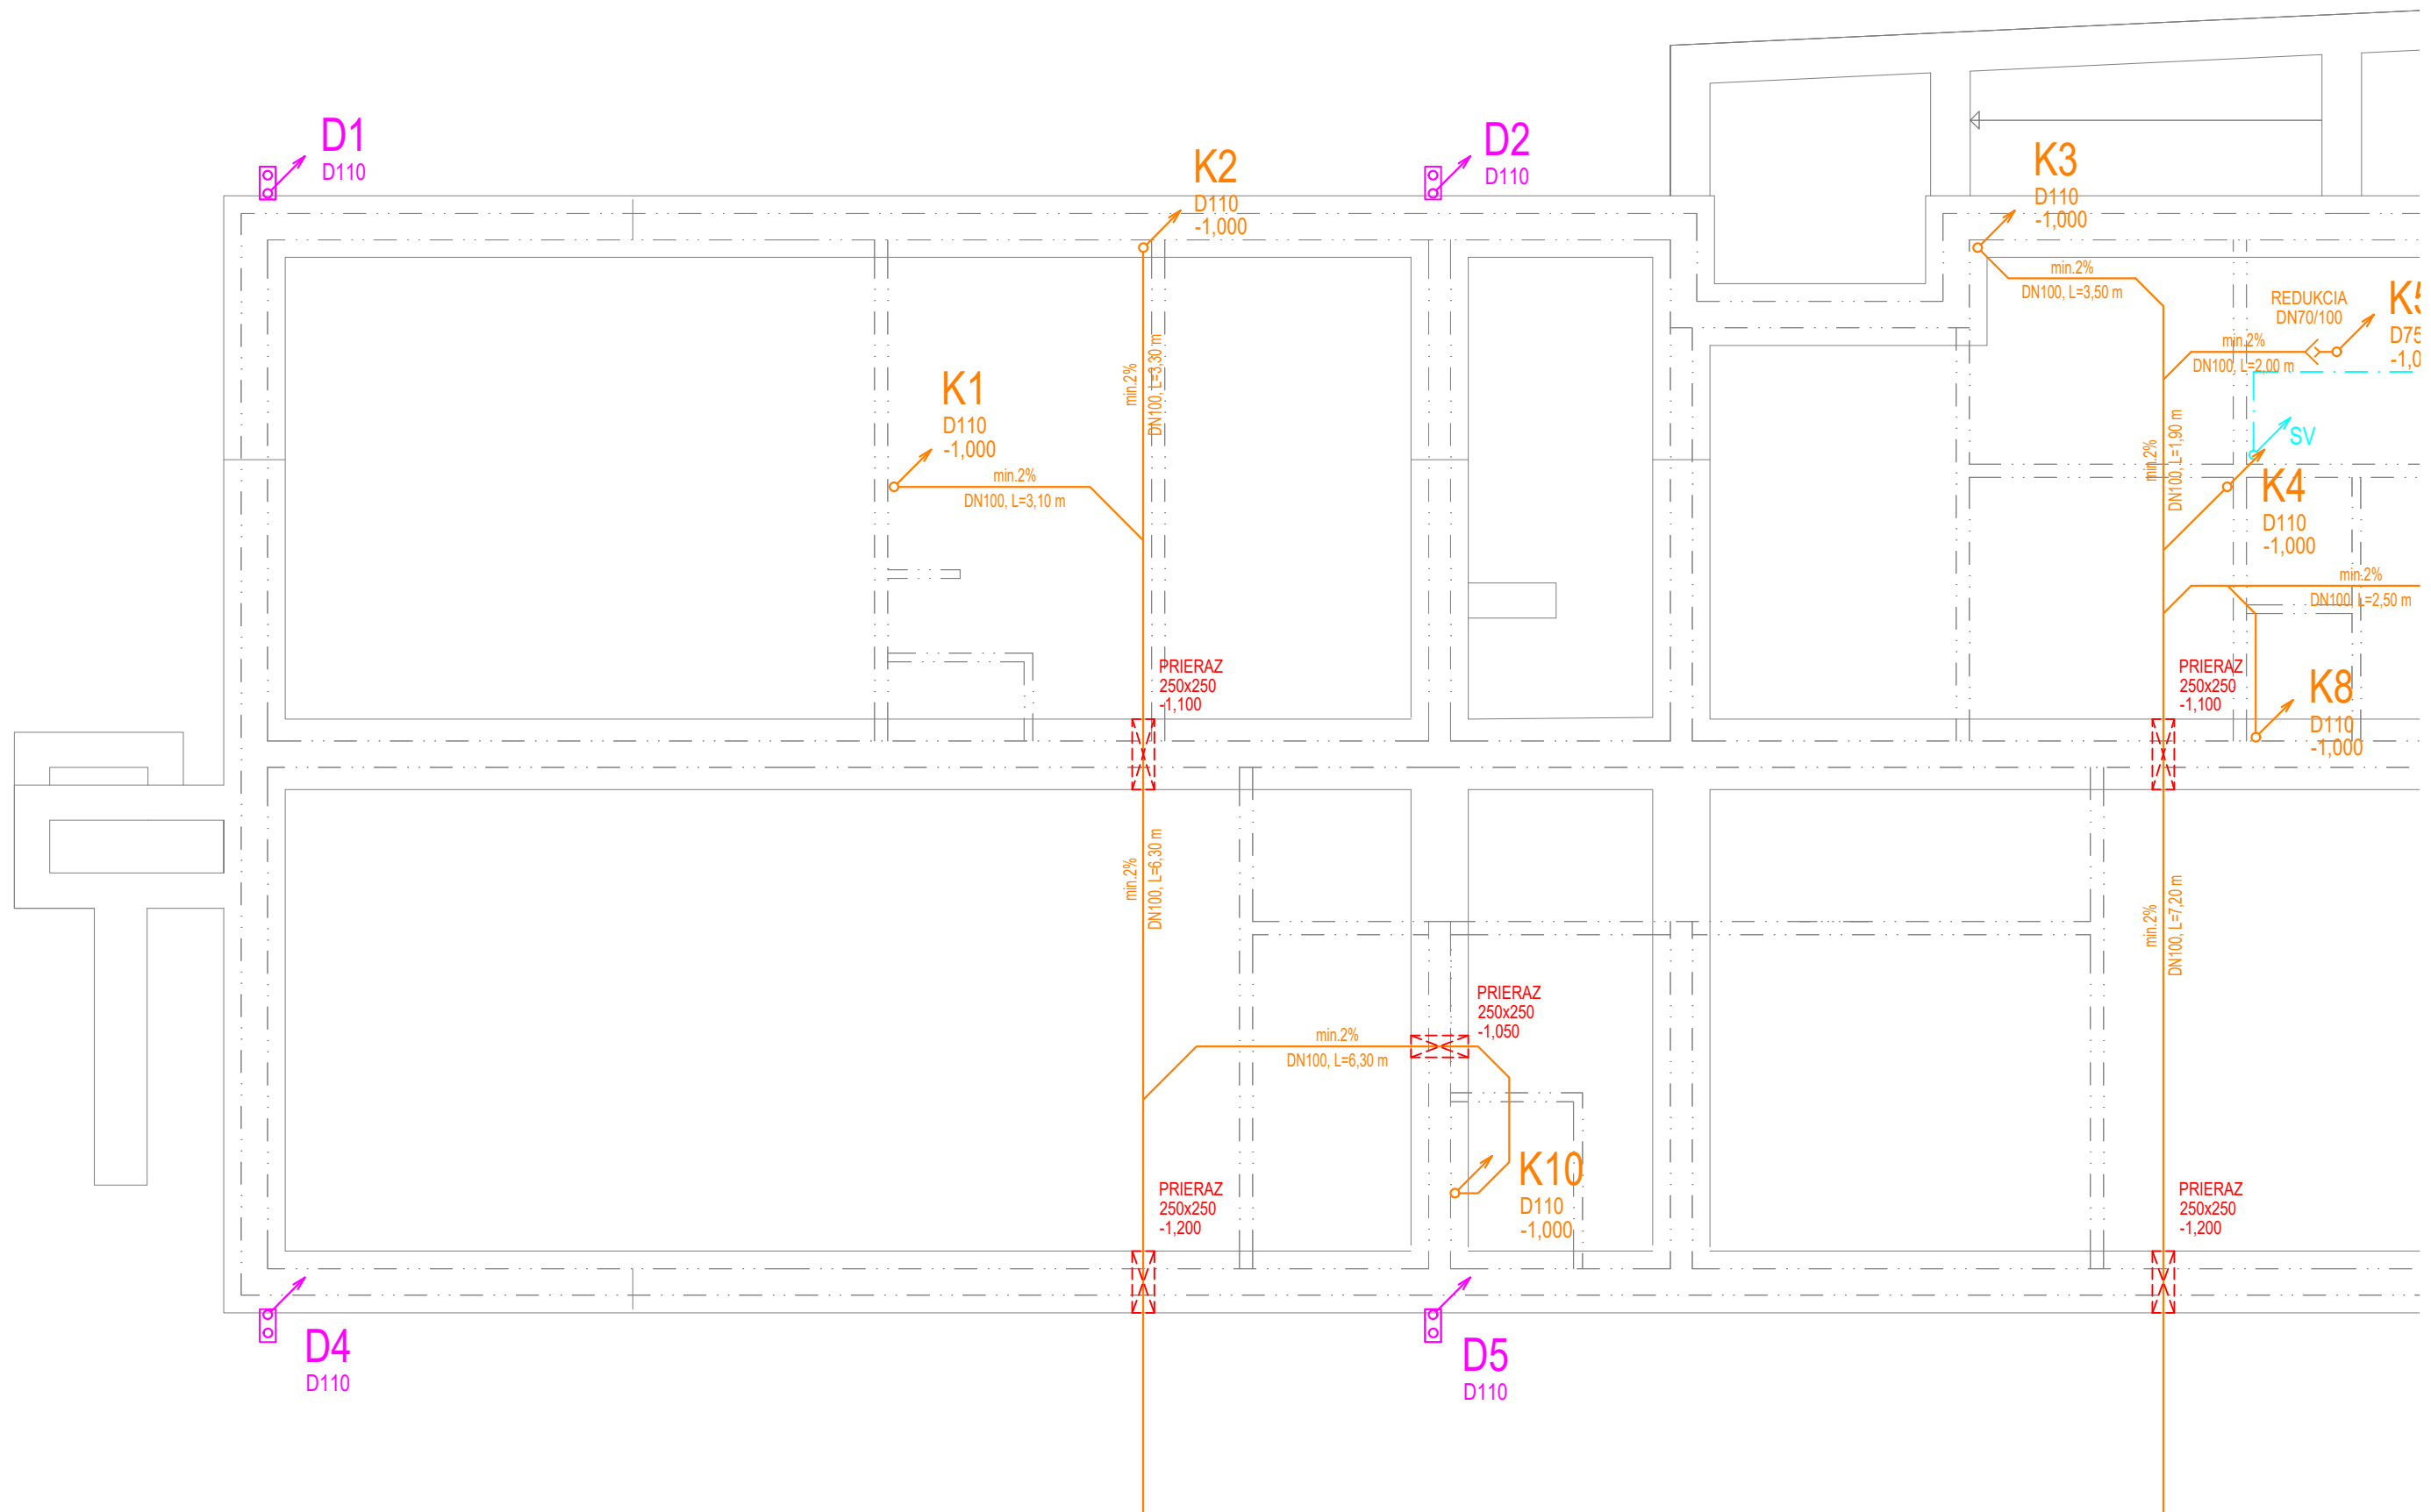 D1
D110
D2
D110
K2
D110
-1,000
K3
D110
-1,000
min.2%
DN100, L=3,50 m
REDUKCIA
DN70/100
min.2%
DN100, L=2,00 m
min.2%
DN100, L=3,30 m
K1
D110
-1,000
min.2%
DN100, L=3,10 m
min.2%
DN100, L=1,90 m
SV
K4
D110
-1,000
min.2%
DN100, L=2,50 m
PRIERAZ
250x250
-1,100
PRIERAZ
250x250
-1,100
K8
D110
-1,000
min.2%
DN100, L=6,30 m
min.2%
DN100, L=7,20 m
PRIERAZ
250x250
-1,050
min.2%
DN100, L=6,30 m
K10
D110
-1,000
PRIERAZ
250x250
-1,200
PRIERAZ
250x250
-1,200
D4
D110
D5
D110